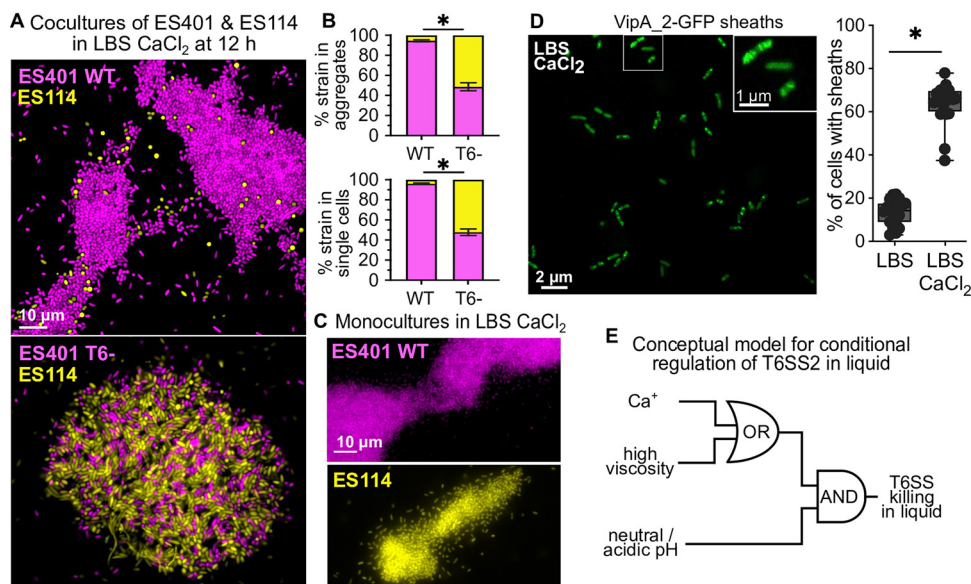 A Cocultures of ES401 & ES114
in LBS CaCl₂ at 12 h
ES401 WT
ES114
10 µm
ES401 T6-
ES114
B
*
% strain in
aggregates
100
80
60
40
20
0
WT
T6-
*
% strain in
single cells
100
80
60
40
20
0
WT
T6-
C Monocultures in LBS CaCl₂
ES401 WT
10 µm
ES114
D
VipA_2-GFP sheaths
LBS
CaCl₂
1 µm
2 µm
% of cells with sheaths
100
80
60
40
20
0
*
LBS
LBS
CaCl₂
E
Conceptual model for conditional
regulation of T6SS2 in liquid
Ca⁺
high
viscosity
OR
neutral /
acidic pH
AND
T6SS
killing
in liquid